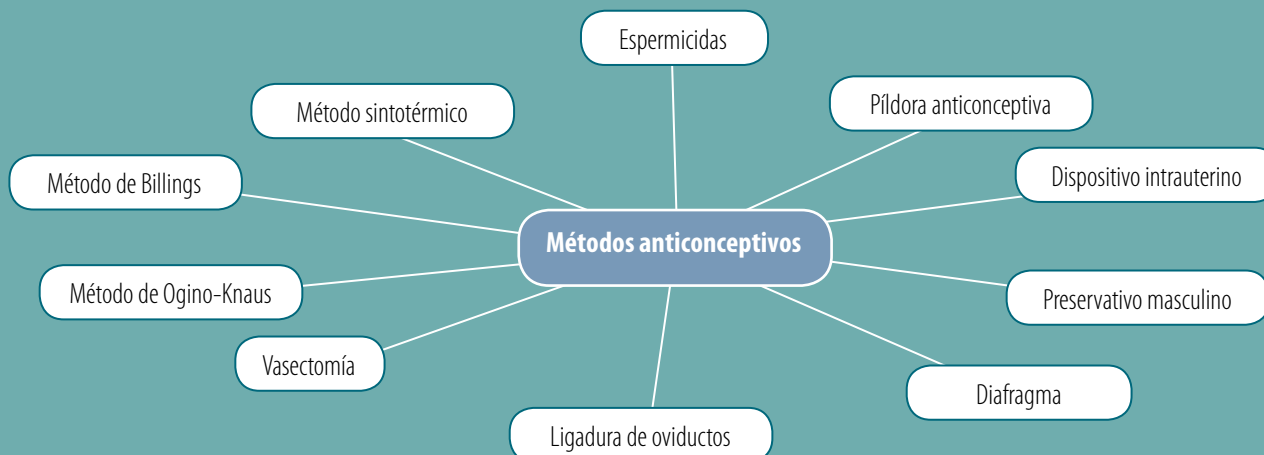 Espermicidas
Píldora anticonceptiva
Método sintotérmico
Dispositivo intrauterino
Método de Billings
Métodos anticonceptivos
Método de Ogino-Knaus
Preservativo masculino
Vasectomía
Diafragma
Ligadura de oviductos